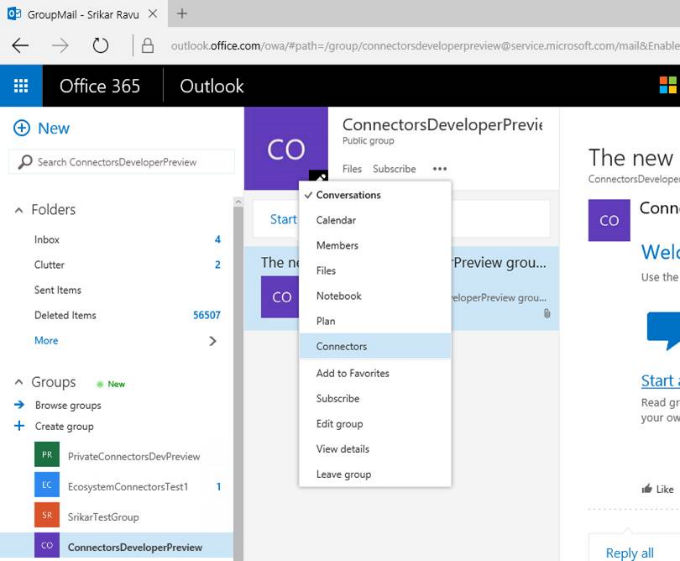 GroupMail - Srikar Ravu
outlook.office.com/owa/#path=/group/connectorsdeveloperpreview@service.microsoft.com/mail&Enable
Office 365
Outlook
New
Search ConnectorsDeveloperPreview
Folders
Inbox 4
Clutter 2
Sent Items
Deleted Items 56507
More
Groups New
Browse groups
Create group
PR PrivateConnectorsDevPreview
EC EcosystemConnectorsTest1 1
SR SrikarTestGroup
CO ConnectorsDeveloperPreview
CO
ConnectorsDeveloperPrevie
Public group
Files Subscribe
Start
The ne
Preview grou...
CO
eloperPreview grou...
Conversations
Calendar
Members
Files
Notebook
Plan
Connectors
Add to Favorites
Subscribe
Edit group
View details
Leave group
The new
ConnectorsDevelope
CO
Conne
Welc
Use the
Start a
Read gr
your ow
Like
Reply all